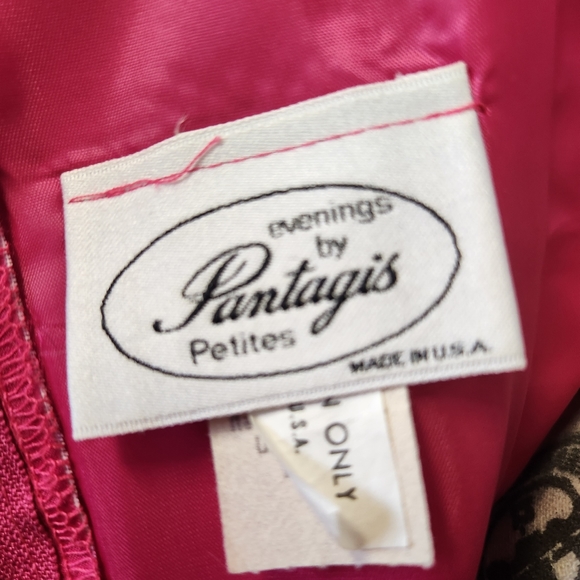 evenings
by
Pantagis
Petites
MADE IN U.S.A.
ONLY
U.S.A.